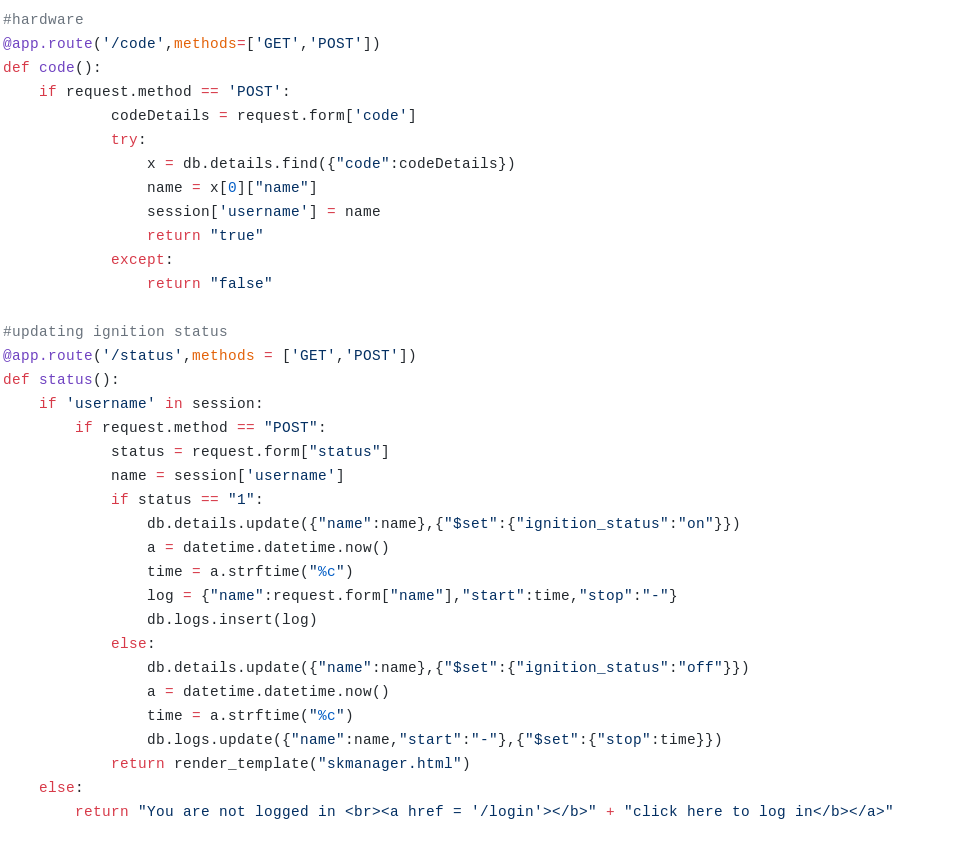 #hardware
@app.route('/code',methods=['GET','POST'])
def code():
    if request.method == 'POST':
            codeDetails = request.form['code']
            try:
                x = db.details.find({"code":codeDetails})
                name = x[0]["name"]
                session['username'] = name
                return "true"
            except:
                return "false"

#updating ignition status
@app.route('/status',methods = ['GET','POST'])
def status():
    if 'username' in session:
        if request.method == "POST":
            status = request.form["status"]
            name = session['username']
            if status == "1":
                db.details.update({"name":name},{"$set":{"ignition_status":"on"}})
                a = datetime.datetime.now()
                time = a.strftime("%c")
                log = {"name":request.form["name"],"start":time,"stop":"-"}
                db.logs.insert(log)
            else:
                db.details.update({"name":name},{"$set":{"ignition_status":"off"}})
                a = datetime.datetime.now()
                time = a.strftime("%c")
                db.logs.update({"name":name,"start":"-"},{"$set":{"stop":time}})
            return render_template("skmanager.html")
    else:
        return "You are not logged in <br><a href = '/login'></b>" + "click here to log in</b></a>"